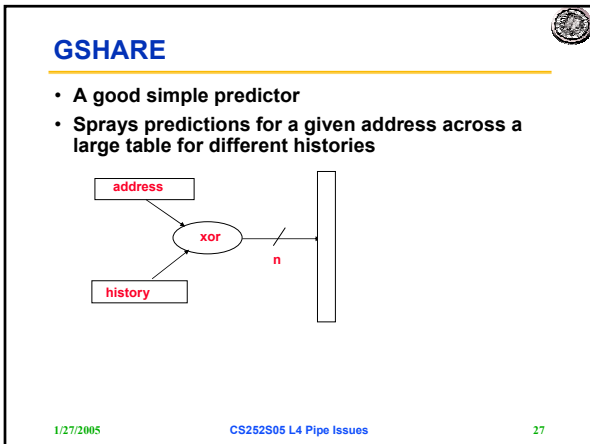 GSHARE
• A good simple predictor
• Sprays predictions for a given address across a
large table for different histories
address
xor
n
history
1/27/2005
CS252S05 L4 Pipe Issues
27